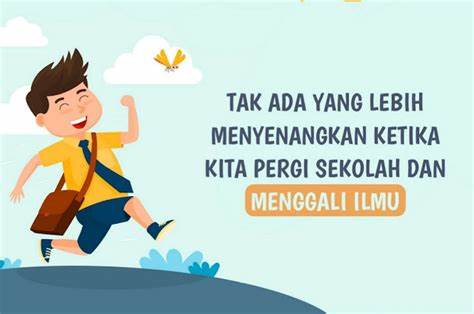 TAK ADA YANG LEBIH
MENYENANGKAN KETIKA
KITA PERGI SEKOLAH DAN
MENGGALI ILMU